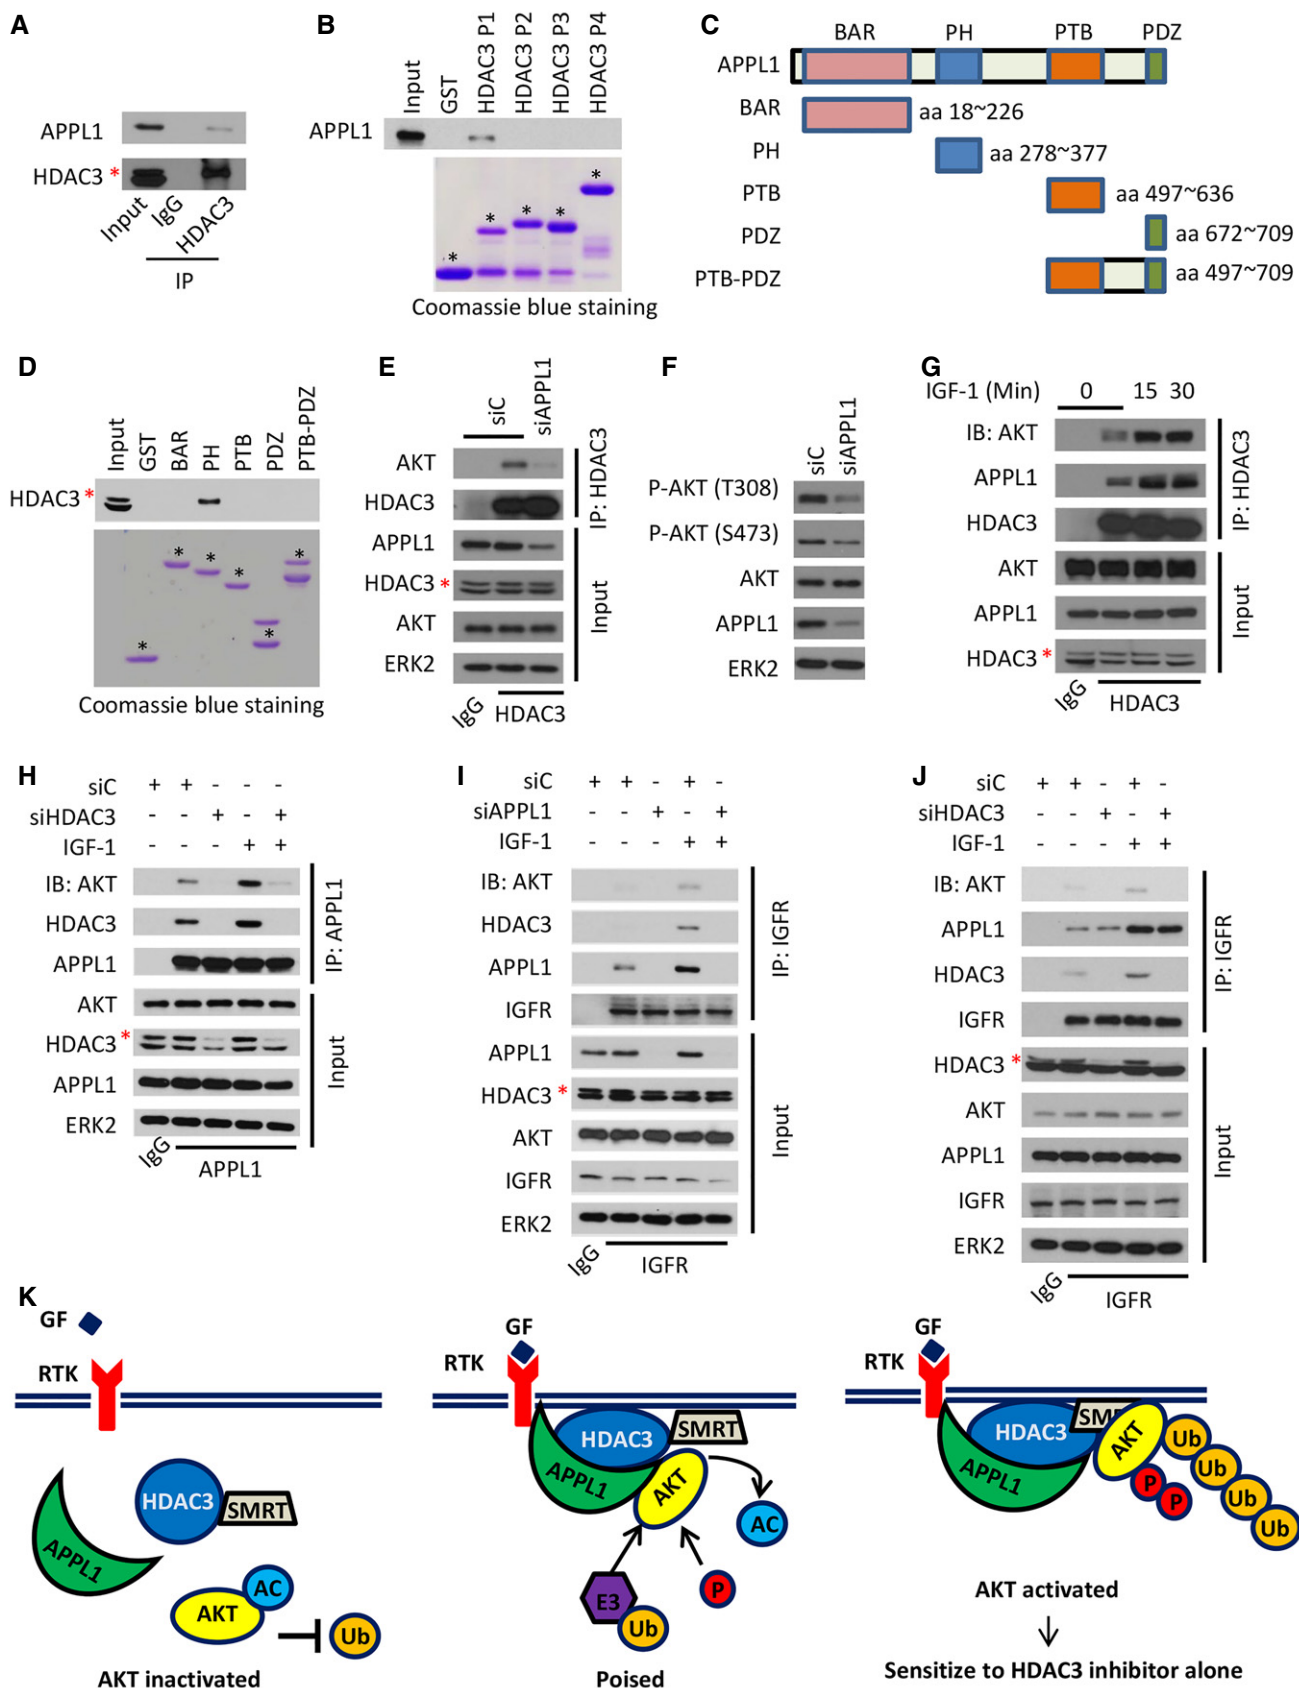 A
APPL1
HDAC3 *
Input
IgG
HDAC3
IP
B
Input
GST
HDAC3 P1
HDAC3 P2
HDAC3 P3
HDAC3 P4
APPL1
* * * * *
Coomassie blue staining
C
BAR PH PTB PDZ
APPL1
BAR aa 18~226
PH aa 278~377
PTB aa 497~636
PDZ aa 672~709
PTB-PDZ aa 497~709
D
Input
GST
BAR
PH
PTB
PDZ
PTB-PDZ
HDAC3 *
* * * * * *
Coomassie blue staining
E
siC
siAPPL1
AKT
HDAC3
IP: HDAC3
APPL1
HDAC3 *
AKT
ERK2
Input
IgG
HDAC3
F
siC
siAPPL1
P-AKT (T308)
P-AKT (S473)
AKT
APPL1
ERK2
G
IGF-1 (Min) 0 15 30
IB: AKT
APPL1
HDAC3
IP: HDAC3
AKT
APPL1
HDAC3 *
Input
IgG
HDAC3
H
siC + + - + -
siHDAC3 - - + - +
IGF-1 - - - + +
IB: AKT
HDAC3
APPL1
IP: APPL1
AKT
HDAC3 *
APPL1
ERK2
Input
IgG
APPL1
I
siC + + - + -
siAPPL1 - - + - +
IGF-1 - - - + +
IB: AKT
HDAC3
APPL1
IGFR
IP: IGFR
APPL1
HDAC3 *
AKT
IGFR
ERK2
Input
IgG
IGFR
J
siC + + - + -
siHDAC3 - - + - +
IGF-1 - - - + +
IB: AKT
APPL1
HDAC3
IGFR
IP: IGFR
HDAC3 *
AKT
APPL1
IGFR
ERK2
Input
IgG
IGFR
K
GF
RTK
HDAC3
SMRT
APPL1
AC
AKT
Ub
AKT inactivated
GF
RTK
HDAC3
SMRT
APPL1
AKT
AC
E3
Ub
P
Poised
GF
RTK
HDAC3
SM
APPL1
AKT
P
P
Ub
Ub
Ub
Ub
AKT activated
Sensitize to HDAC3 inhibitor alone